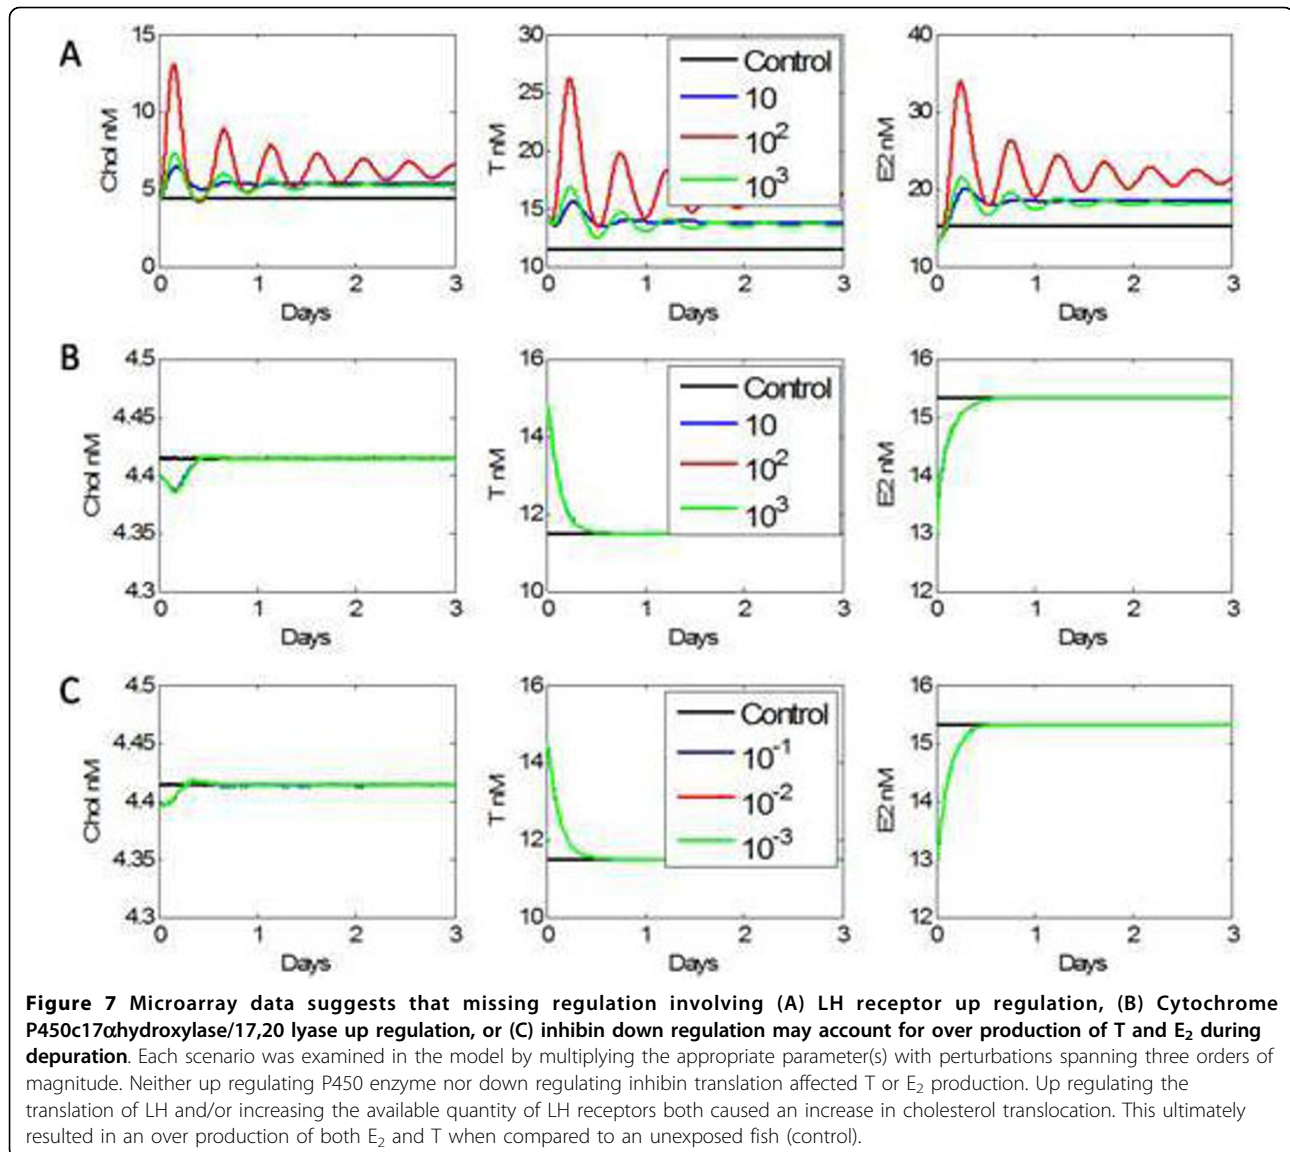 A
15
10
5
0
Chol nM
0 1 2 3
Days
30
25
20
15
10
T nM
0 1 2 3
Days
Control
10
10²
10³
40
30
20
10
E2 nM
0 1 2 3
Days
B
4.5
4.45
4.4
4.35
4.3
Chol nM
0 1 2 3
Days
16
14
12
10
T nM
0 1 2 3
Days
Control
10
10²
10³
16
15
14
13
12
E2 nM
0 1 2 3
Days
C
4.5
4.45
4.4
4.35
4.3
Chol nM
0 1 2 3
Days
16
14
12
10
T nM
0 1 2 3
Days
Control
10⁻¹
10⁻²
10⁻³
16
15
14
13
12
E2 nM
0 1 2 3
Days
Figure 7 Microarray data suggests that missing regulation involving (A) LH receptor up regulation, (B) Cytochrome
P450c17αhydroxylase/17,20 lyase up regulation, or (C) inhibin down regulation may account for over production of T and E₂ during
depuration. Each scenario was examined in the model by multiplying the appropriate parameter(s) with perturbations spanning three orders of
magnitude. Neither up regulating P450 enzyme nor down regulating inhibin translation affected T or E₂ production. Up regulating the
translation of LH and/or increasing the available quantity of LH receptors both caused an increase in cholesterol translocation. This ultimately
resulted in an over production of both E₂ and T when compared to an unexposed fish (control).